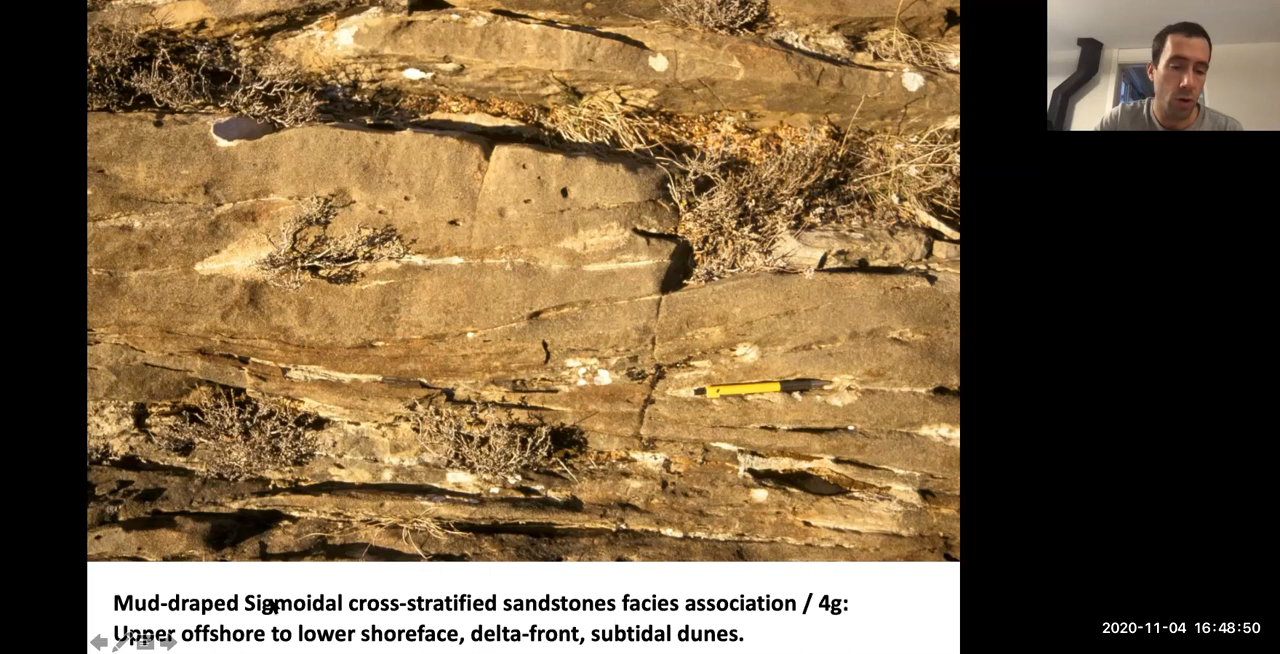 Mud-draped Sigmoidal cross-stratified sandstones facies association / 4g:
Upper offshore to lower shoreface, delta-front, subtidal dunes.
2020-11-04 16:48:50